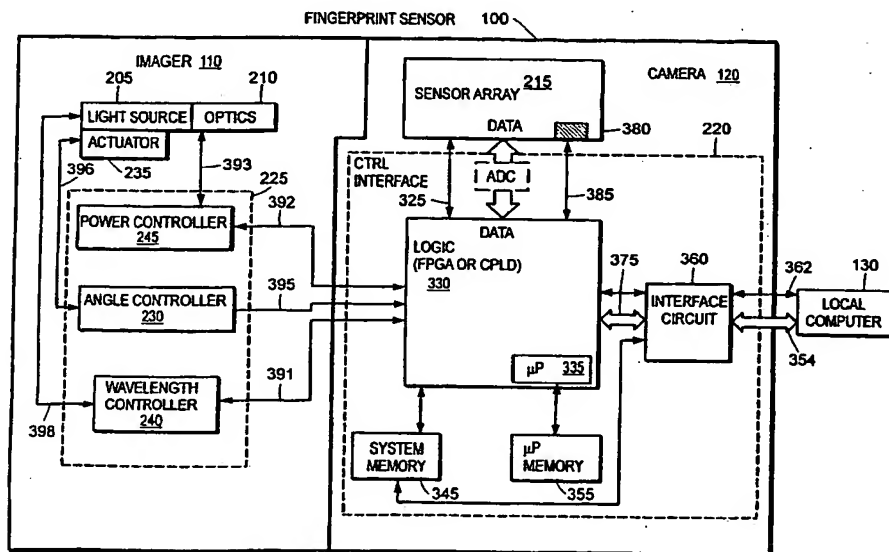 FINGERPRINT SENSOR 100
IMAGER 110
205 210
LIGHT SOURCE OPTICS
ACTUATOR
235
396
393
225
POWER CONTROLLER
245
392
ANGLE CONTROLLER
230
395
WAVELENGTH
CONTROLLER
240
391
398
CAMERA 120
SENSOR ARRAY 215
DATA
380
220
CTRL
INTERFACE
ADC
325
385
DATA
LOGIC
(FPGA OR CPLD)
330
µP 335
375
360
INTERFACE
CIRCUIT
362
130
LOCAL
COMPUTER
354
SYSTEM
MEMORY
345
µP
MEMORY
355